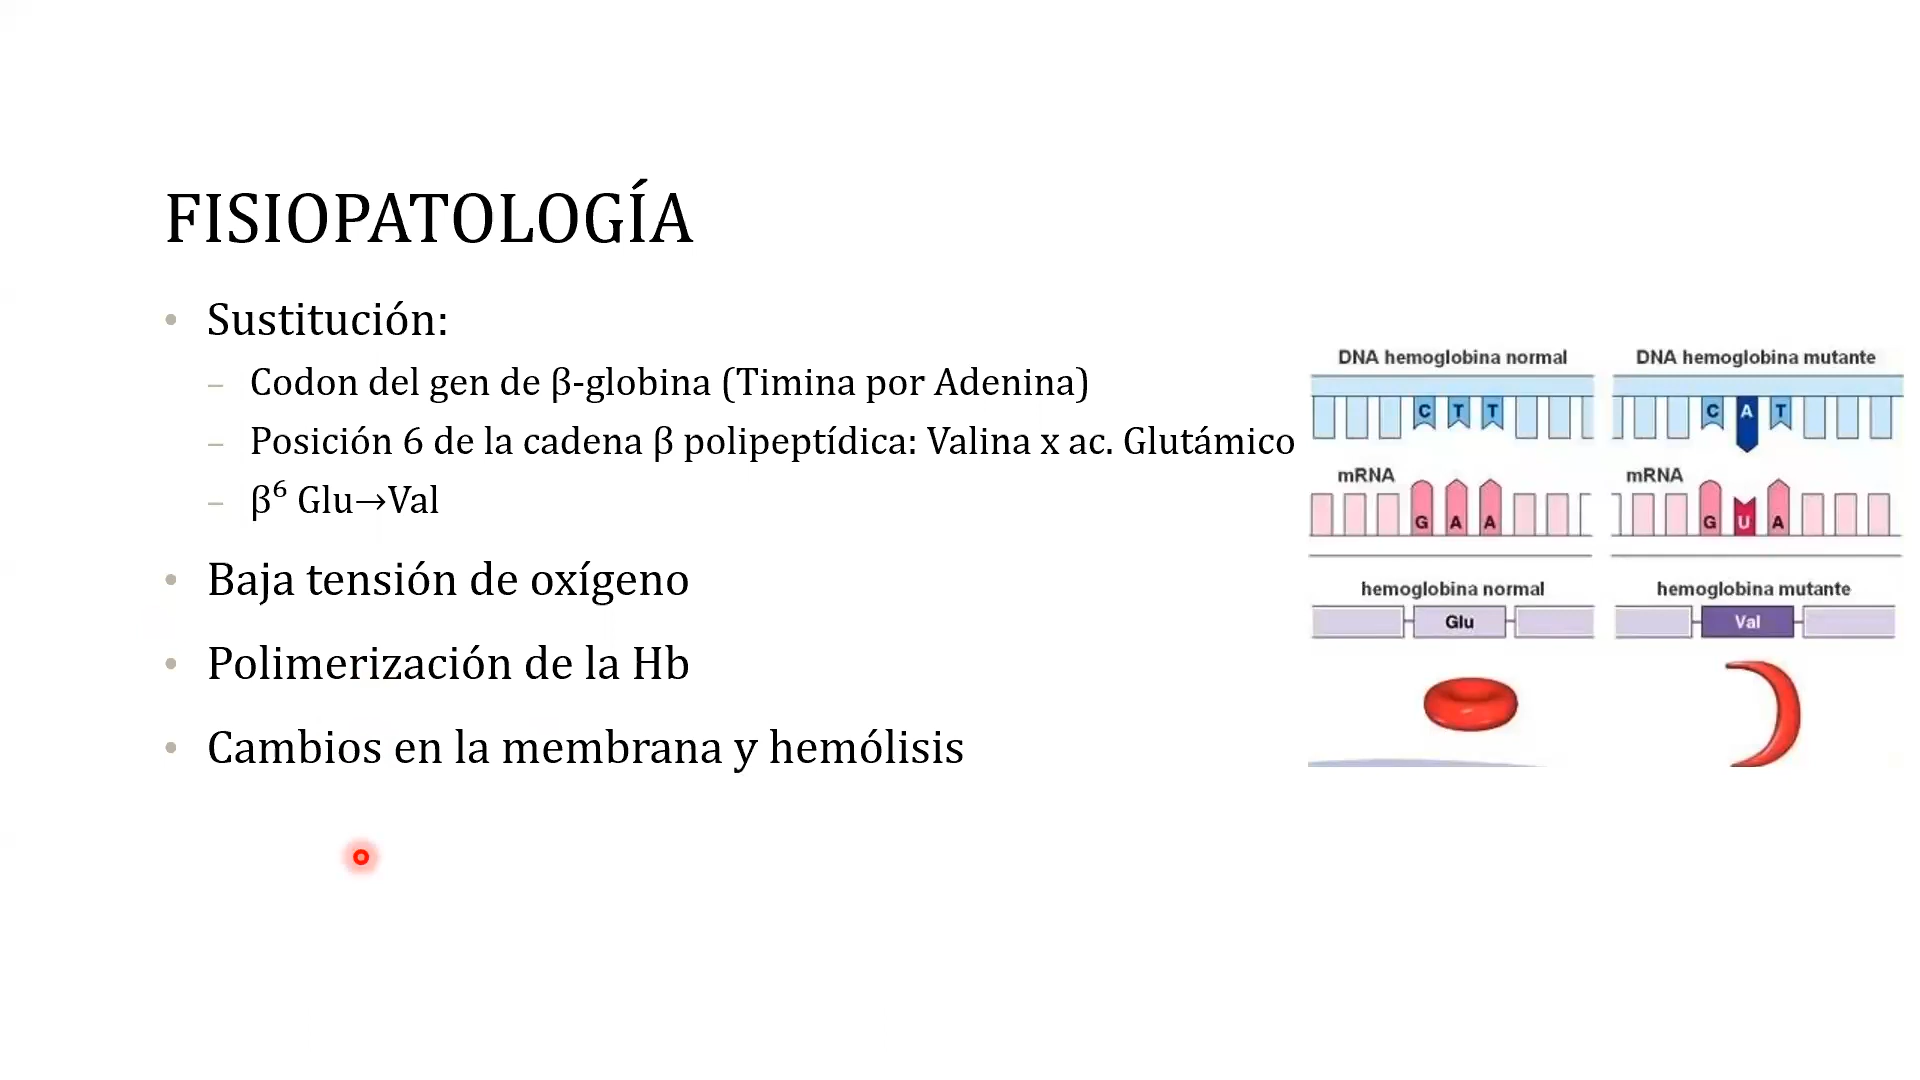 FISIOPATOLOGÍA
• Sustitución:
– Codon del gen de β-globina (Timina por Adenina)
– Posición 6 de la cadena β polipeptídica: Valina x ac. Glutámico
– β⁶ Glu→Val
• Baja tensión de oxígeno
• Polimerización de la Hb
• Cambios en la membrana y hemólisis
DNA hemoglobina normal
C T T
mRNA
G A A
hemoglobina normal
Glu
DNA hemoglobina mutante
C A T
mRNA
G U A
hemoglobina mutante
Val